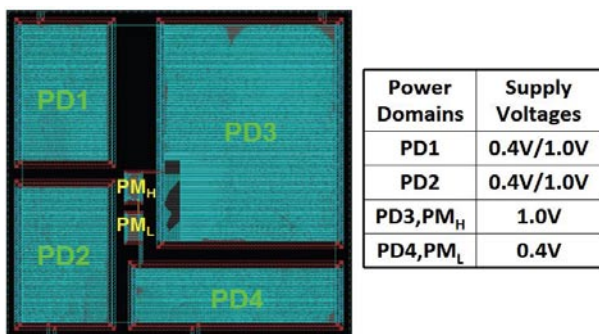 PD1
PD3
PM_H
PM_L
PD2
PD4
Power Domains | Supply Voltages
PD1 | 0.4V/1.0V
PD2 | 0.4V/1.0V
PD3,PM_H | 1.0V
PD4,PM_L | 0.4V